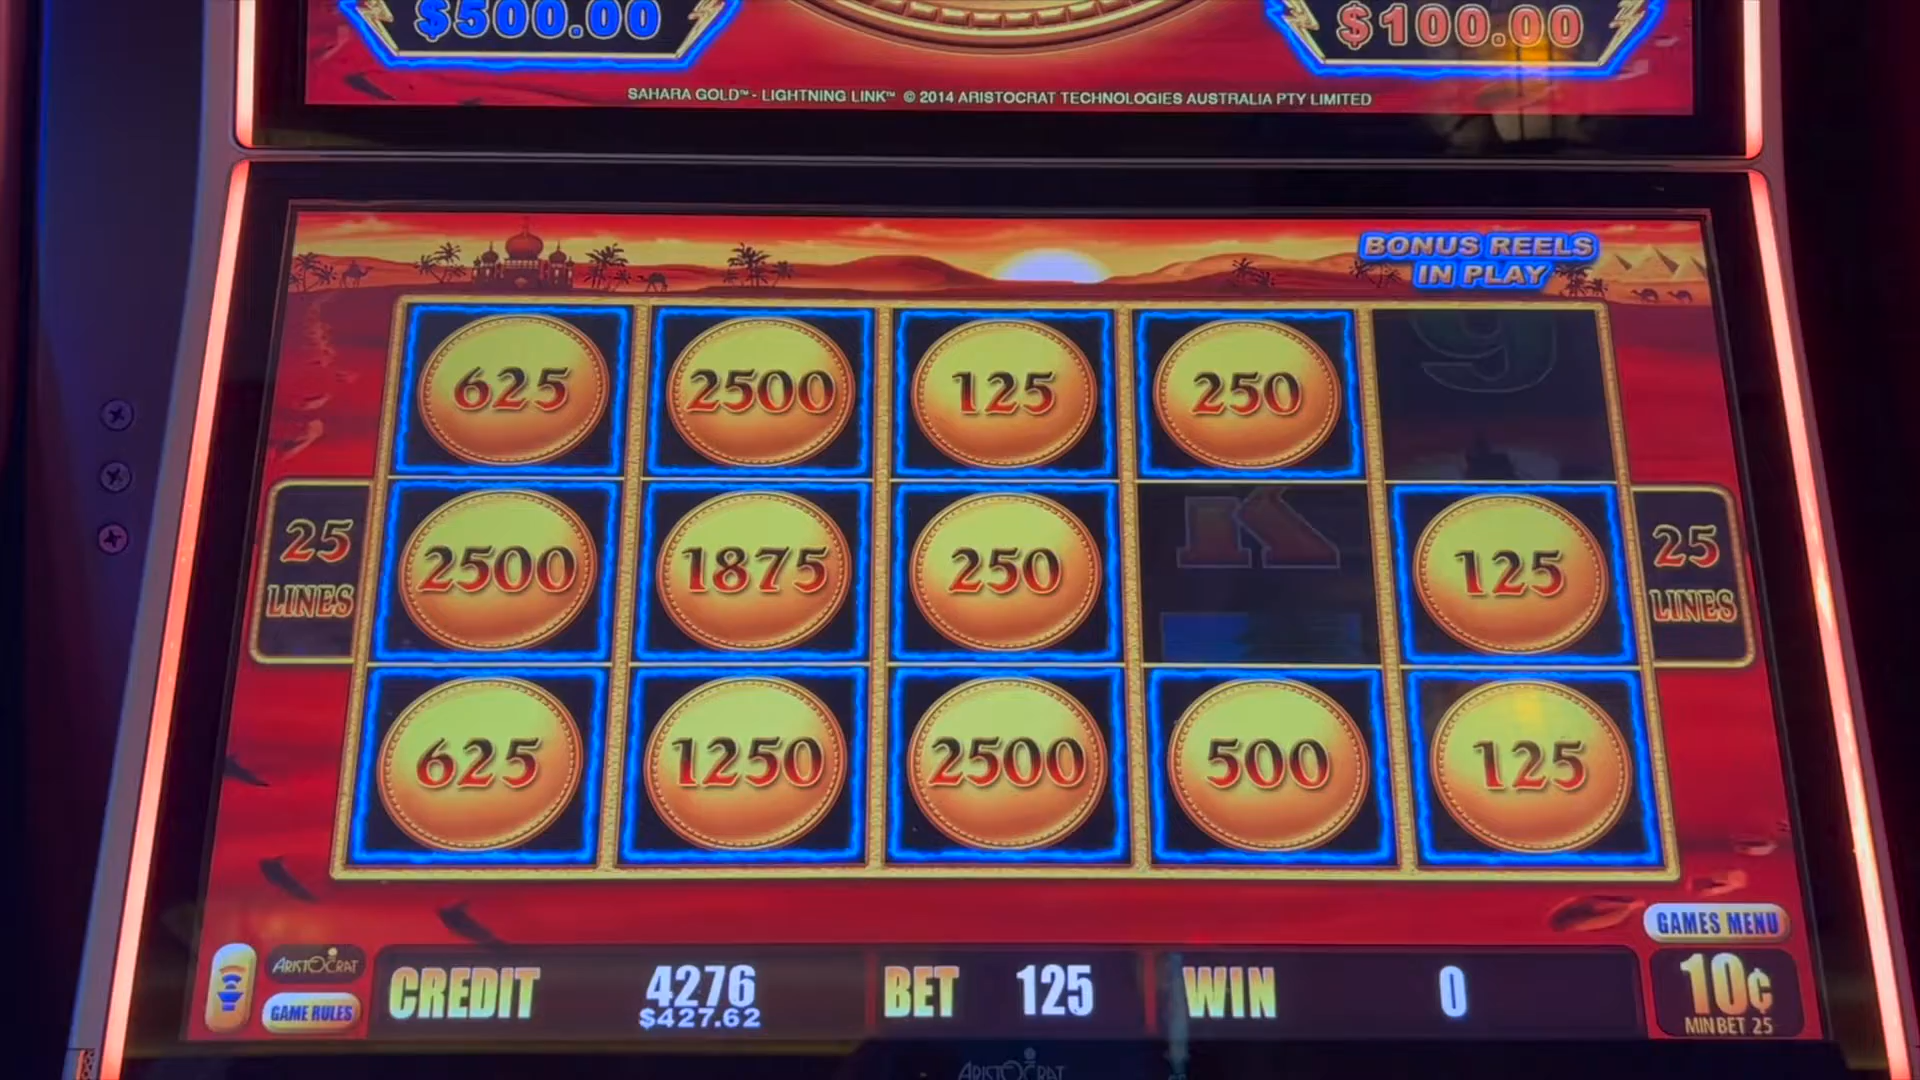 $500.00
$100.00
SAHARA GOLD™ - LIGHTNING LINK™ © 2014 ARISTOCRAT TECHNOLOGIES AUSTRALIA PTY LIMITED
BONUS REELS
IN PLAY
625 2500 125 250 9
25
LINES
2500 1875 250 K 125
25
LINES
625 1250 2500 500 125
GAMES MENU
ARISTOCRAT
GAME RULES
CREDIT 4276
$427.62
BET 125
WIN 0
10¢
MIN BET 25
ARISTOCRAT